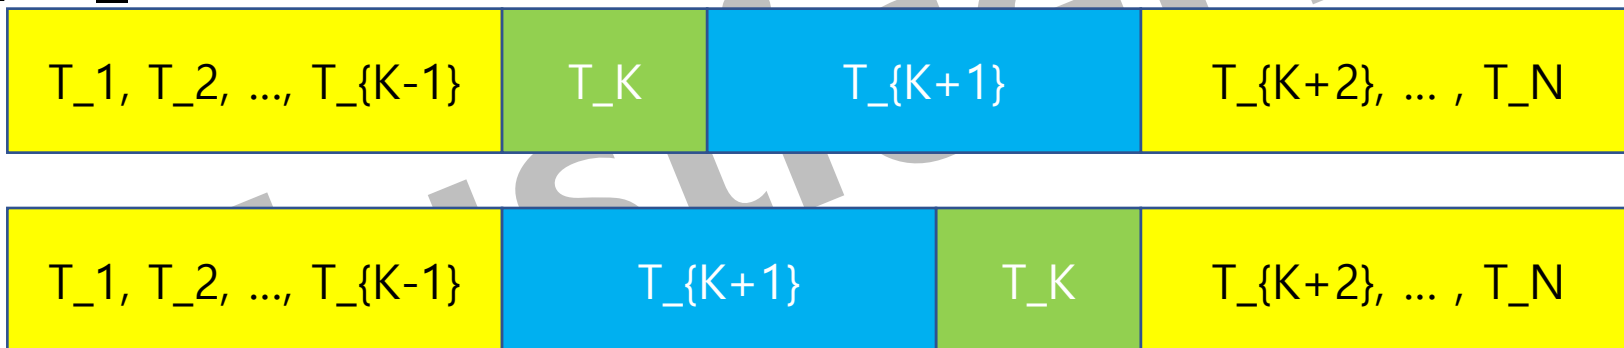 T_1, T_2, ..., T_{K-1} T_K T_{K+1} T_{K+2}, ... , T_N
T_1, T_2, ..., T_{K-1} T_{K+1} T_K T_{K+2}, ... , T_N